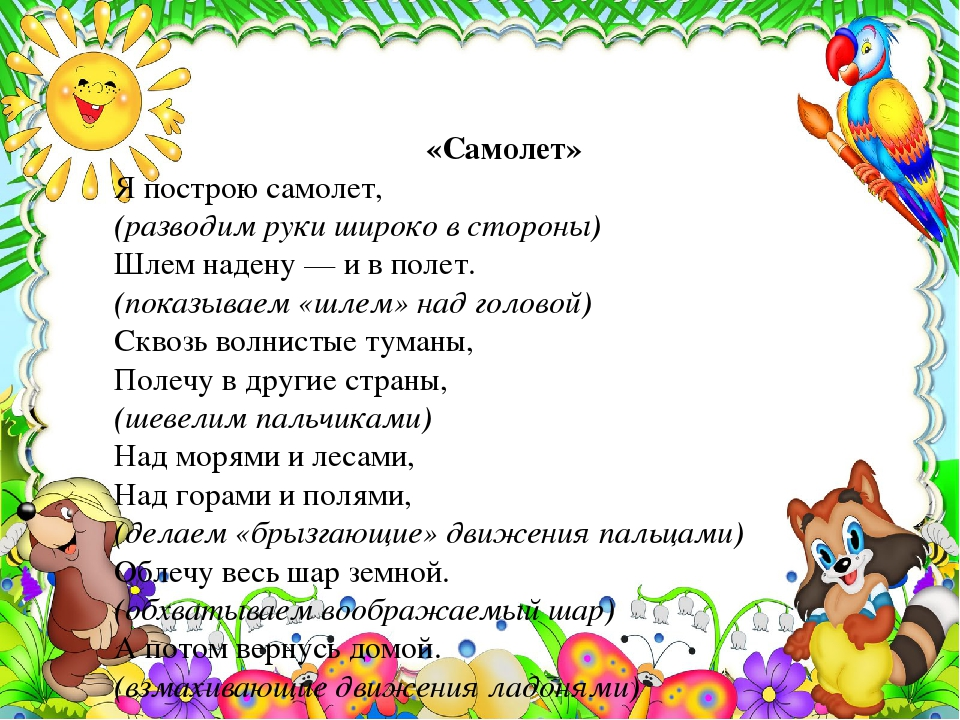 «Самолет»
Я построю самолет,
(разводим руки широко в стороны)
Шлем надену — и в полет.
(показываем «шлем» над головой)
Сквозь волнистые туманы,
Полечу в другие страны,
(шевелим пальчиками)
Над морями и лесами,
Над горами и полями,
(делаем «брызгающие» движения пальцами)
Облечу весь шар земной.
(обхватываем воображаемый шар)
А потом вернусь домой.
(взмахивающие движения ладонями)